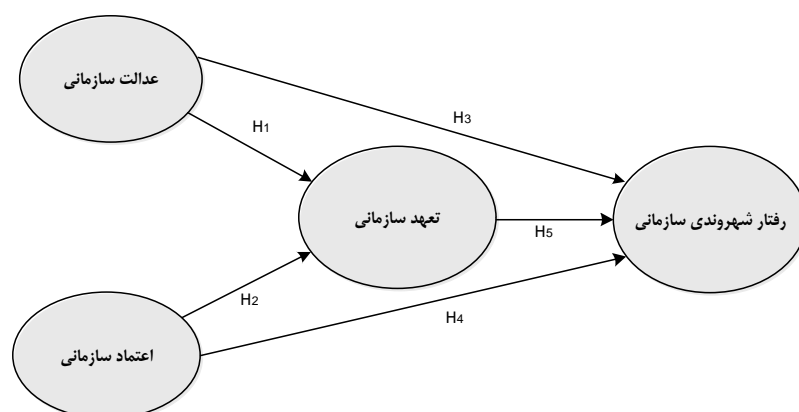 عدالت سازمانی
H3
H1
تعهد سازمانی
رفتار شهروندی سازمانی
H5
H2
H4
اعتماد سازمانی